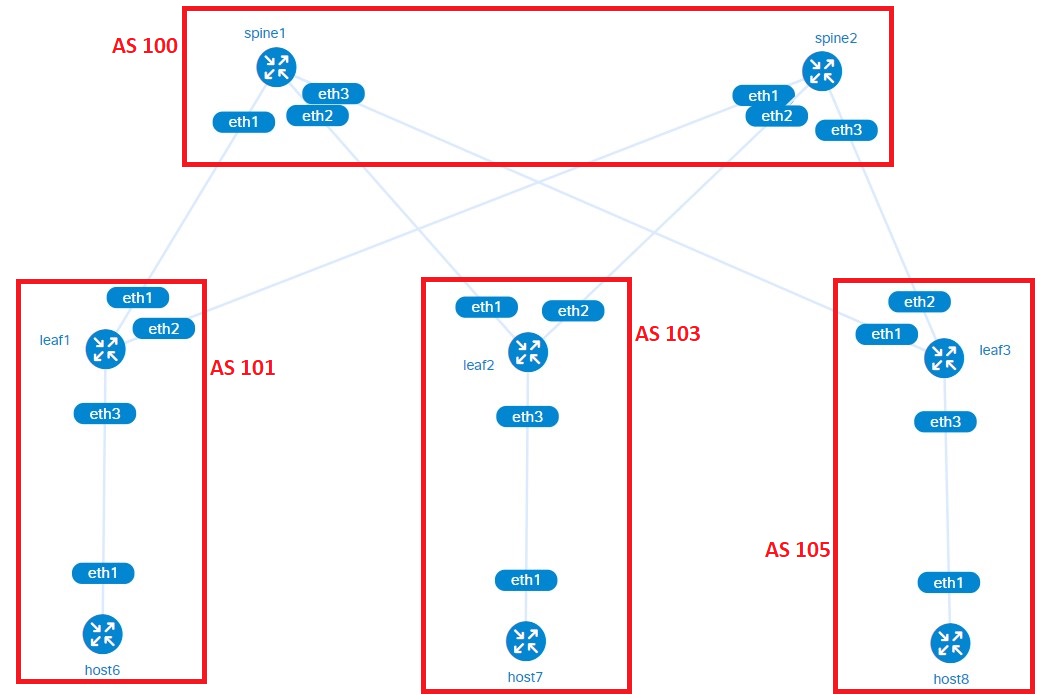 spine1
AS 100
spine2
eth3
eth1
eth2
eth1
eth2
eth3
eth1
eth2
leaf1
AS 101
eth3
eth1
host6
eth1
eth2
AS 103
leaf2
eth3
eth1
host7
eth2
eth1
leaf3
eth3
AS 105
eth1
host8